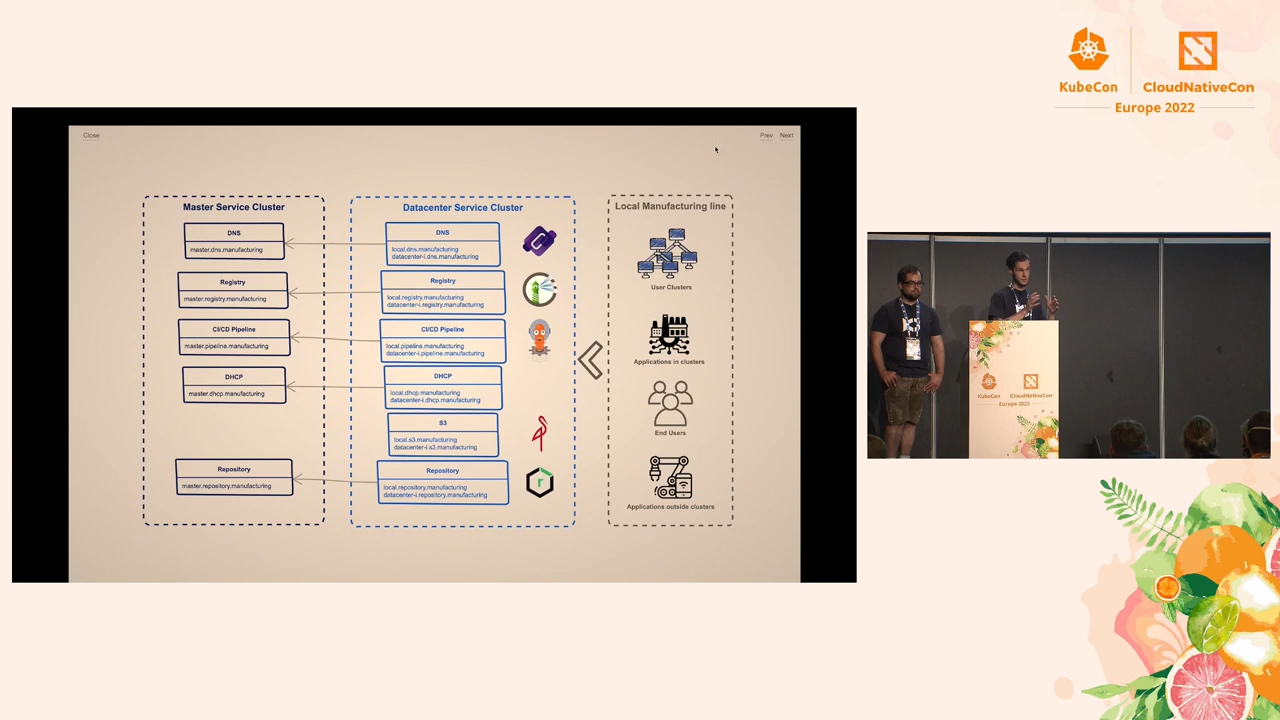 KubeCon
CloudNativeCon
Europe 2022
Close
Prev
Next
Master Service Cluster
DNS
master.dns.manufacturing
Registry
master.registry.manufacturing
CI/CD Pipeline
master.pipeline.manufacturing
DHCP
master.dhcp.manufacturing
Repository
master.repository.manufacturing
Datacenter Service Cluster
DNS
local.dns.manufacturing
datacenter-i.dns.manufacturing
Registry
local.registry.manufacturing
datacenter-i.registry.manufacturing
CI/CD Pipeline
local.pipeline.manufacturing
datacenter-i.pipeline.manufacturing
DHCP
local.dhcp.manufacturing
datacenter-i.dhcp.manufacturing
S3
local.s3.manufacturing
datacenter-i.s3.manufacturing
Repository
local.repository.manufacturing
datacenter-i.repository.manufacturing
r
Local Manufacturing line
User Clusters
Applications in clusters
End Users
Applications outside clusters
KubeCon
CloudNativeCon
Europe 2022